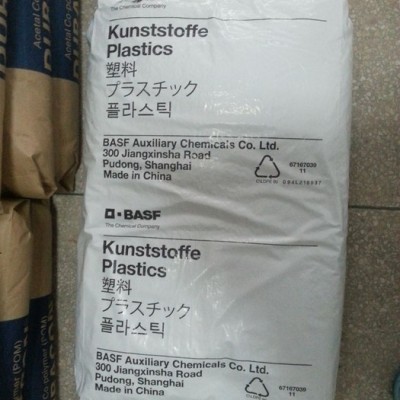 The Chemical Company
Kunststoffe
Plastics
塑料
プラスチック
플라스틱
BASF Auxiliary Chemicals Co. Ltd.
300 Jiangxinsha Road
Pudong, Shanghai
Made in China
67167039
11
BASF
The Chemical Company
Kunststoffe
Plastics
塑料
プラスチック
플라스틱
BASF Auxiliary Chemicals Co. Ltd.
300 Jiangxinsha Road
Pudong, Shanghai
Made in China
67167039
11
Acetal Co
(POM)